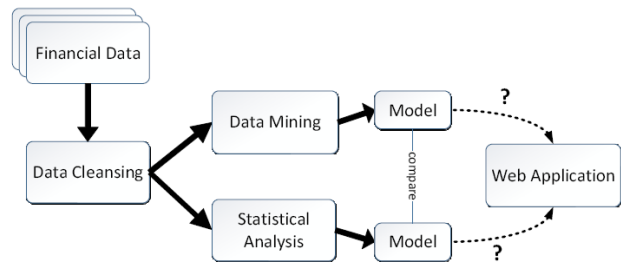 Financial Data
Data Cleansing
Data Mining
Statistical
Analysis
Model
compare
Model
?
?
Web Application